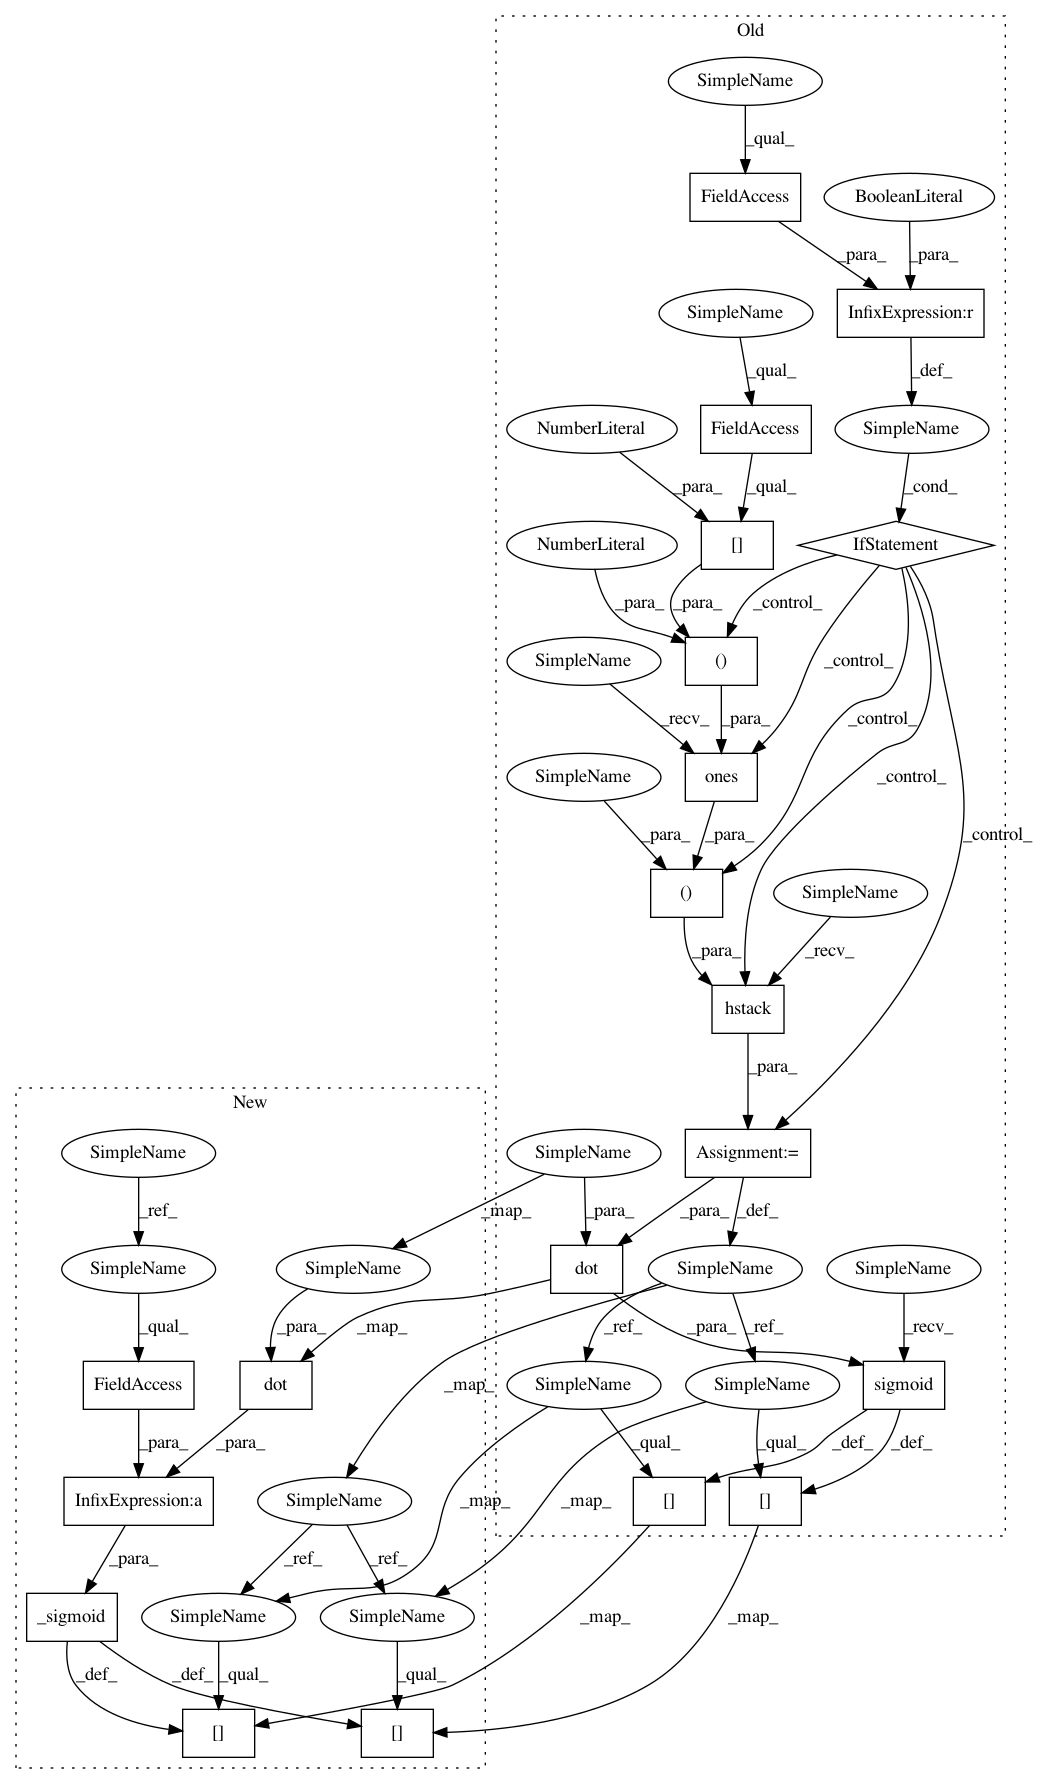 Old
SimpleName
_qual_
FieldAccess
BooleanLiteral
_para_
_para_
SimpleName
InfixExpression:r
_qual_
_def_
NumberLiteral
FieldAccess
SimpleName
_para_
_qual_
_cond_
NumberLiteral
[]
IfStatement
_para_
_para_
_control_
SimpleName
()
_control_
_recv_
_para_
_control_
SimpleName
ones
_control_
_para_
_para_
_control_
()
SimpleName
_para_
_recv_
hstack
_para_
New
SimpleName
SimpleName
Assignment:=
_ref_
_map_
_para_
_para_
_def_
SimpleName
SimpleName
dot
SimpleName
SimpleName
_qual_
_para_
_map_
_ref_
_para_
_ref_
_recv_
FieldAccess
dot
_map_
SimpleName
SimpleName
sigmoid
_para_
_para_
_qual_
_qual_
_def_
_def_
InfixExpression:a
SimpleName
_map_
_map_
[]
[]
_para_
_ref_
_ref_
_sigmoid
SimpleName
SimpleName
_map_
_map_
_def_
_def_
_qual_
_qual_
[]
[]